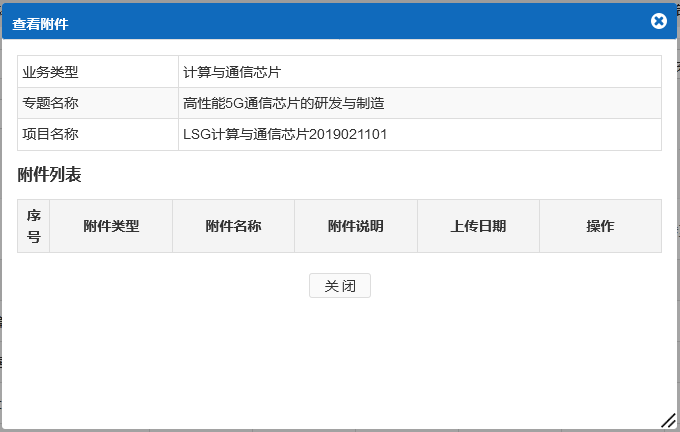 查看附件
业务类型 计算与通信芯片
专题名称 高性能5G通信芯片的研发与制造
项目名称 LSG计算与通信芯片2019021101
附件列表
序号 附件类型 附件名称 附件说明 上传日期 操作
关 闭